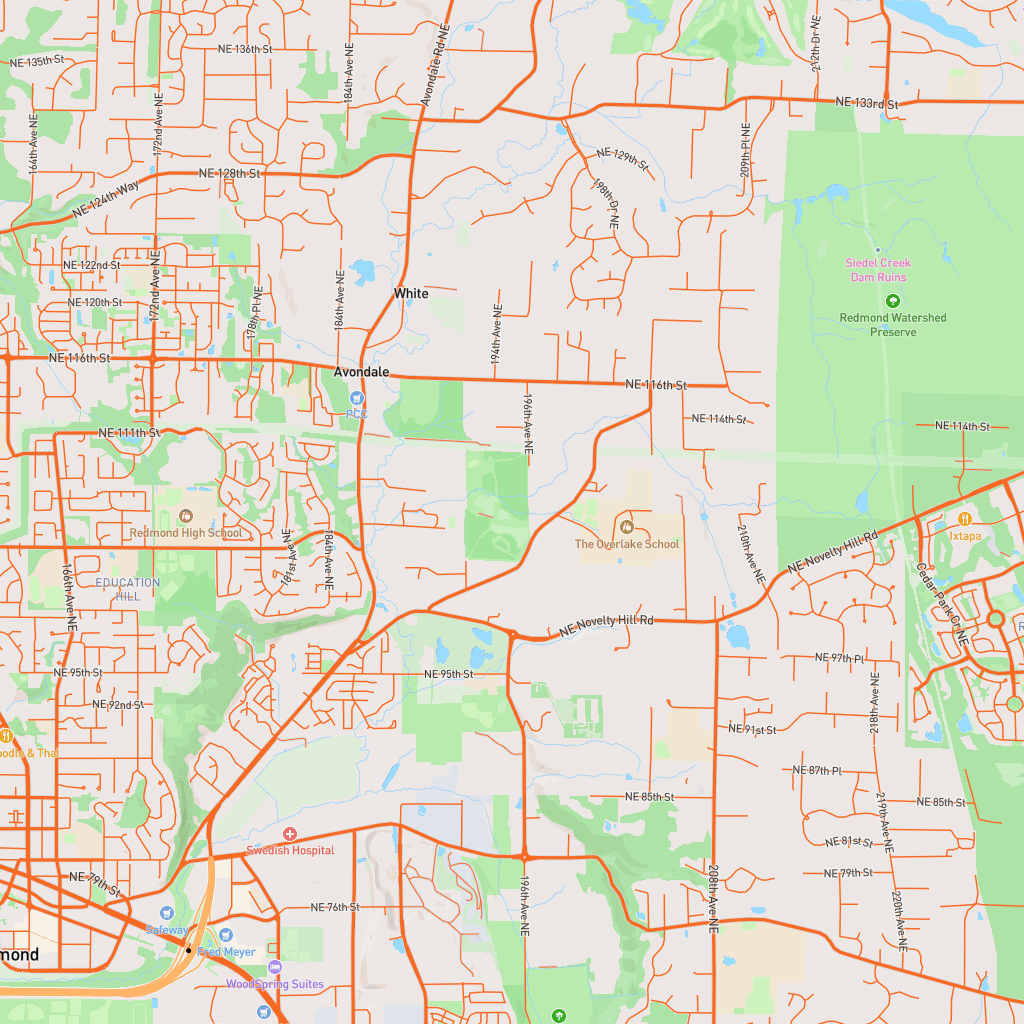 212th Dr NE
NE 136th St
NE 135th St
184th Ave NE
Avondale Rd NE
NE 133rd St
172nd Ave NE
164th Ave NE
209th Pl NE
NE 129th St
NE 128th St
198th Dr NE
NE 124th Way
Siedel Creek
Dam Ruins
NE 122nd St
172nd Ave NE
White
184th Ave NE
178th Pl NE
NE 120th St
Redmond Watershed
Preserve
194th Ave NE
NE 116th St
Avondale
NE 116th St
PCC
196th Ave NE
NE 114th St
NE 114th St
NE 111th St
Redmond High School
The Overlake School
Ixtapa
210th Ave NE
NE Novelty Hill Rd
181st Ave NE
184th Ave NE
EDUCATION
HILL
166th Ave NE
Cedar Park Cr NE
NE Novelty Hill Rd
R
NE 97th Pl
NE 95th St
NE 95th St
218th Ave NE
NE 92nd St
NE 91st St
oodle & Thai
NE 87th Pl
NE 85th St
NE 85th St
219th Ave NE
Swedish Hospital
NE 81st St
NE 79th St
NE 79th St
208th Ave NE
196th Ave NE
NE 76th St
220th Ave NE
Safeway
Fred Meyer
mond
WoodSpring Suites